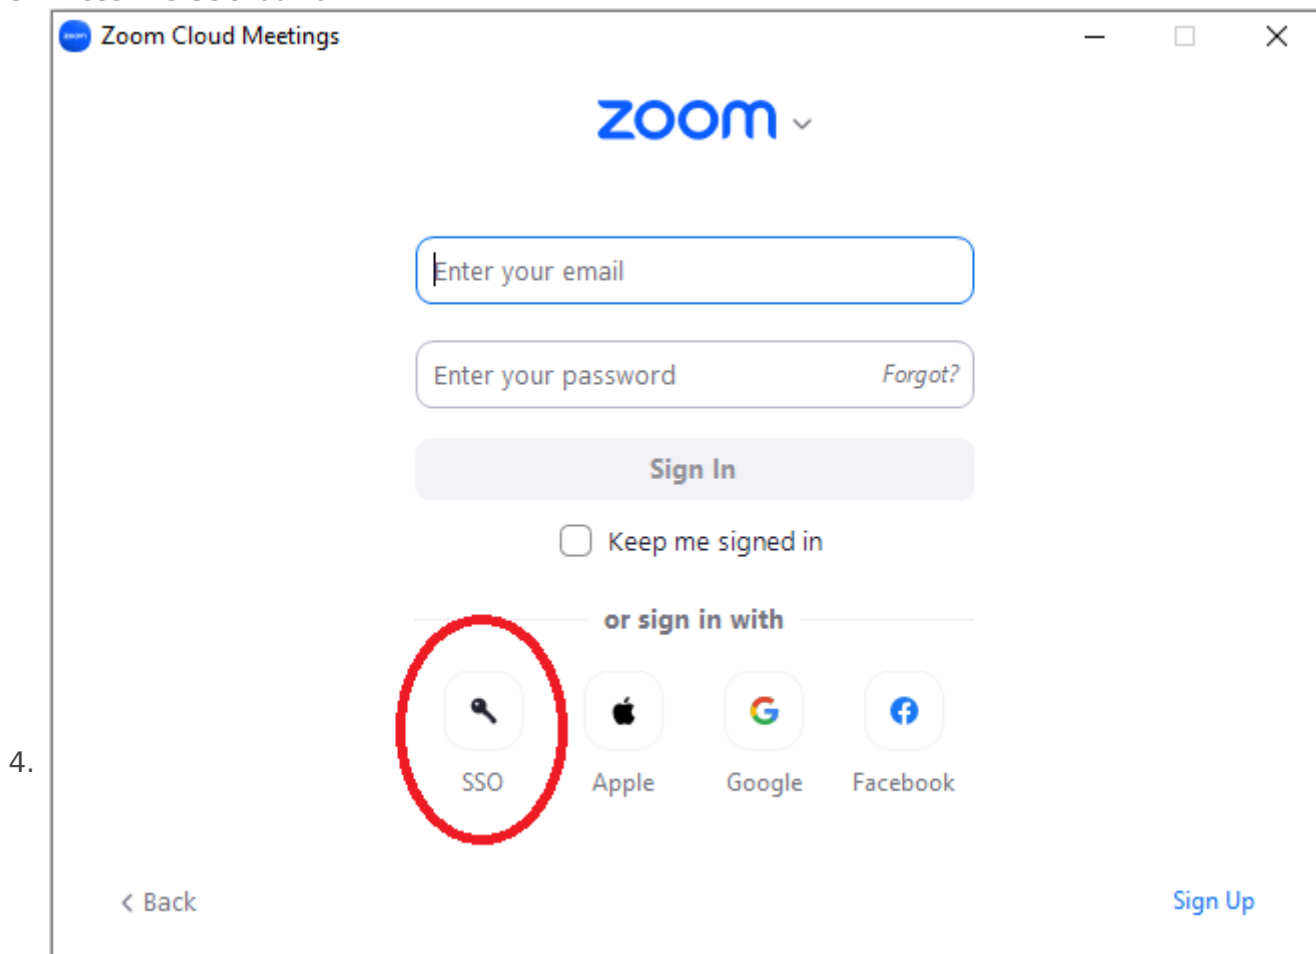 Zoom Cloud Meetings
zoom
Enter your email
Enter your password Forgot?
Sign In
Keep me signed in
or sign in with
SSO Apple Google Facebook
4.
Back Sign Up